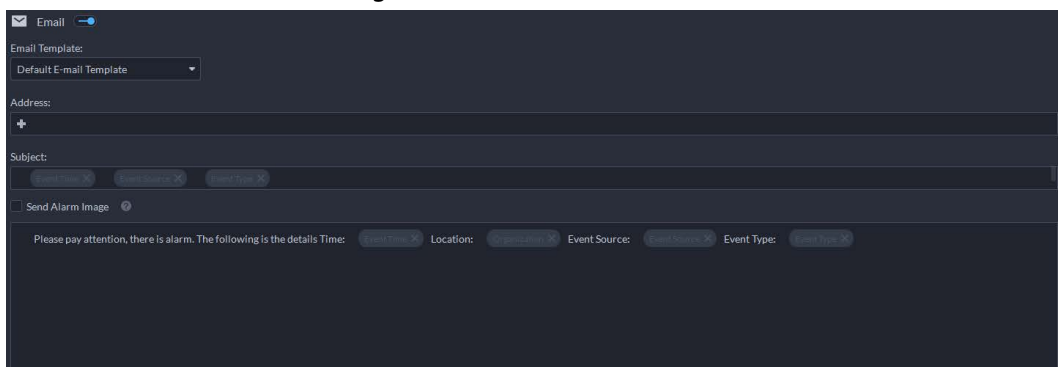 Email
Email Template:
Default E-mail Template
Address:
Subject:
Event Time Event Source Event Type
Send Alarm Image
Please pay attention, there is alarm. The following is the details Time: Event Time Location: Organization Event Source: Event Source Event Type: Event Type